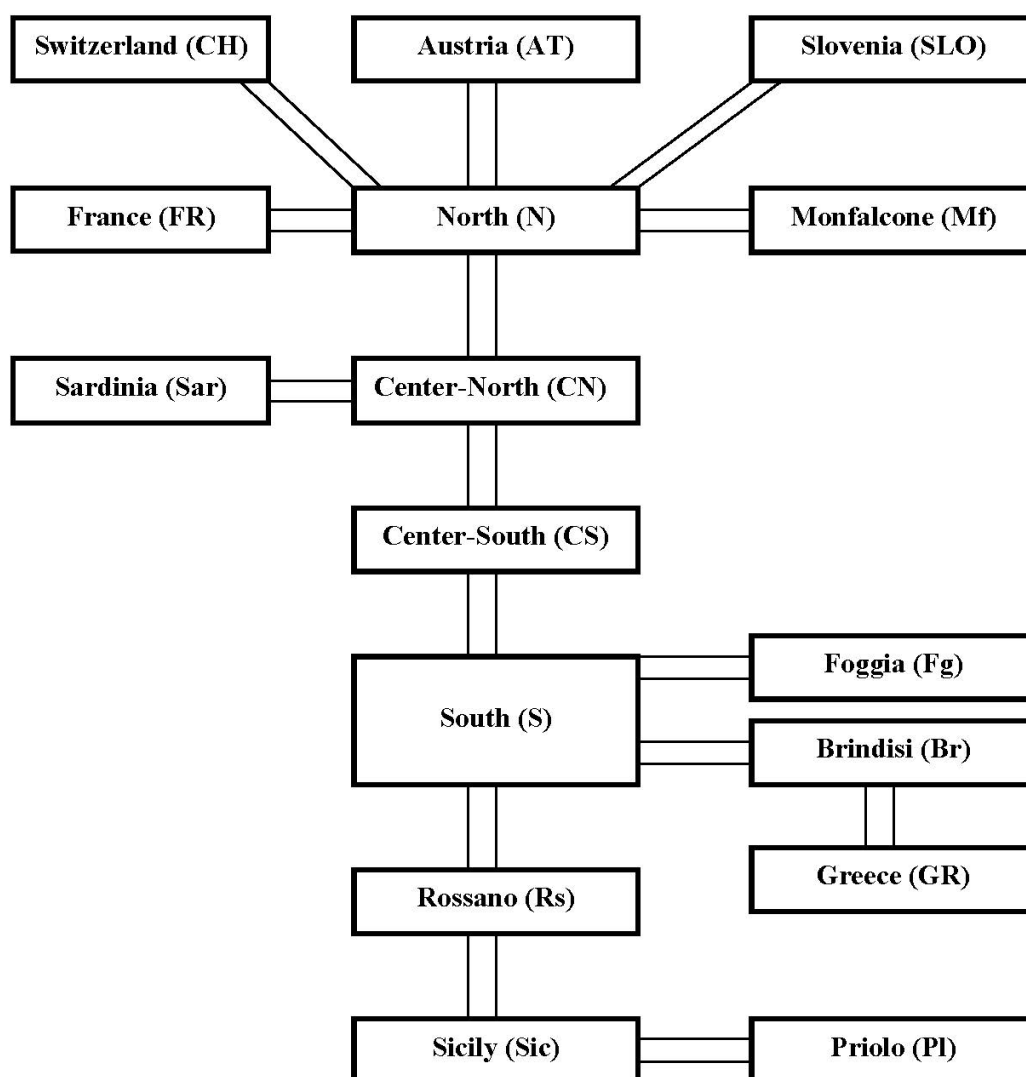 Switzerland (CH)
Austria (AT)
Slovenia (SLO)
France (FR)
North (N)
Monfalcone (Mf)
Sardinia (Sar)
Center-North (CN)
Center-South (CS)
Foggia (Fg)
South (S)
Brindisi (Br)
Greece (GR)
Rossano (Rs)
Sicily (Sic)
Priolo (Pl)